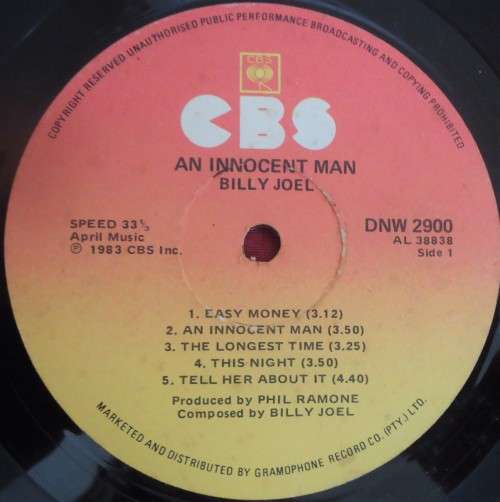 COPYRIGHT RESERVED UNAUTHORISED PUBLIC PERFORMANCE BROADCASTING AND COPYING PROHIBITED
CBS
CBS
AN INNOCENT MAN
BILLY JOEL
SPEED 33⅓
April Music
℗ 1983 CBS Inc.
DNW 2900
AL 38838
Side 1
1. EASY MONEY (3.12)
2. AN INNOCENT MAN (3.50)
3. THE LONGEST TIME (3.25)
4. THIS NIGHT (3.50)
5. TELL HER ABOUT IT (4.40)
Produced by PHIL RAMONE
Composed by BILLY JOEL
MARKETED AND DISTRIBUTED BY GRAMOPHONE RECORD CO. (PTY.) LTD.